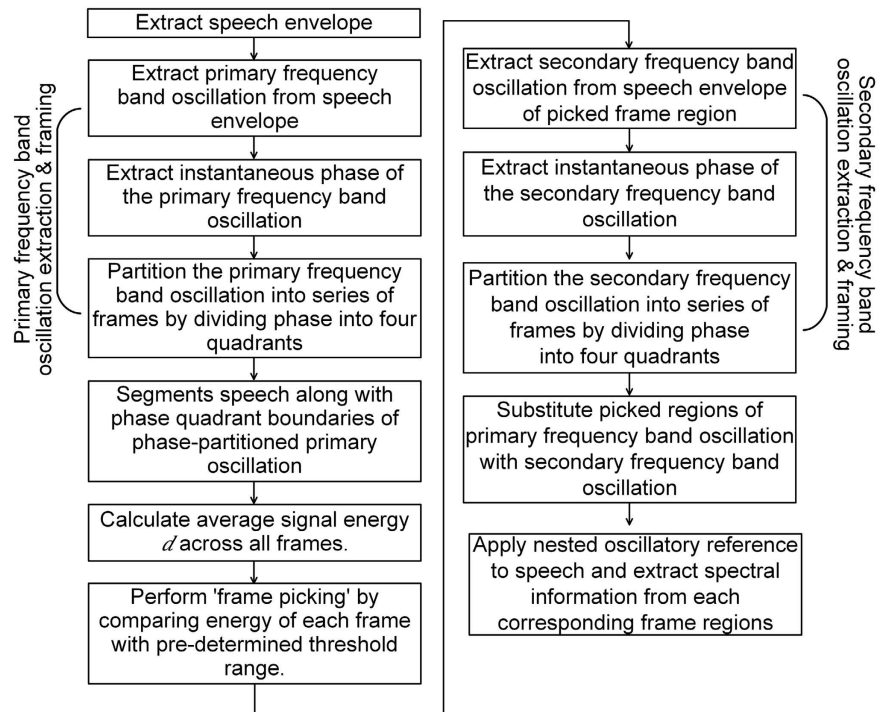 Extract speech envelope
Extract primary frequency
band oscillation from speech
envelope
Extract instantaneous phase of
the primary frequency band
oscillation
Partition the primary frequency
band oscillation into series of
frames by dividing phase into four
quadrants
Primary frequency band
oscillation extraction & framing
Segments speech along with
phase quadrant boundaries of
phase-partitioned primary
oscillation
Calculate average signal energy
d across all frames.
Perform 'frame picking' by
comparing energy of each frame
with pre-determined threshold
range.
Extract secondary frequency band
oscillation from speech envelope
of picked frame region
Extract instantaneous phase of
the secondary frequency band
oscillation
Partition the secondary frequency
band oscillation into series of
frames by dividing phase
into four quadrants
Secondary frequency band
oscillation extraction & framing
Substitute picked regions of
primary frequency band oscillation
with secondary frequency band
oscillation
Apply nested oscillatory reference
to speech and extract spectral
information from each
corresponding frame regions